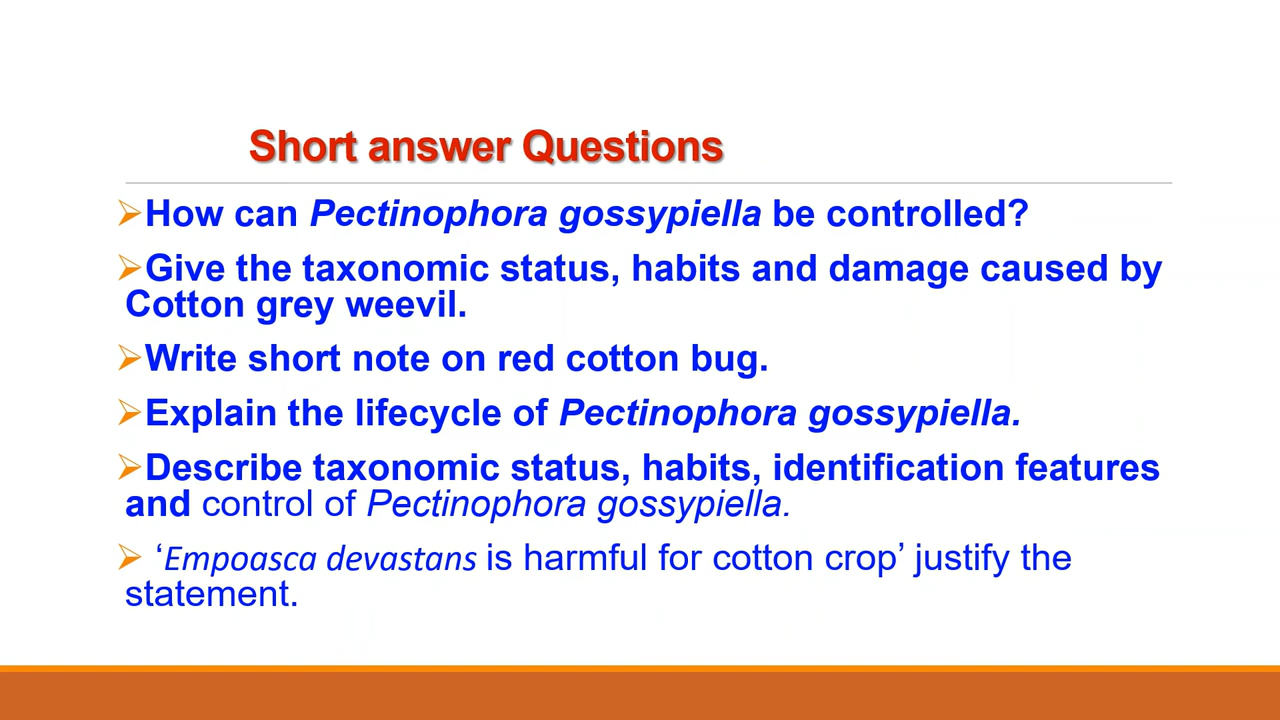 Short answer Questions
➢How can Pectinophora gossypiella be controlled?
➢Give the taxonomic status, habits and damage caused by
Cotton grey weevil.
➢Write short note on red cotton bug.
➢Explain the lifecycle of Pectinophora gossypiella.
➢Describe taxonomic status, habits, identification features
and control of Pectinophora gossypiella.
➢ ‘Empoasca devastans is harmful for cotton crop’ justify the
statement.